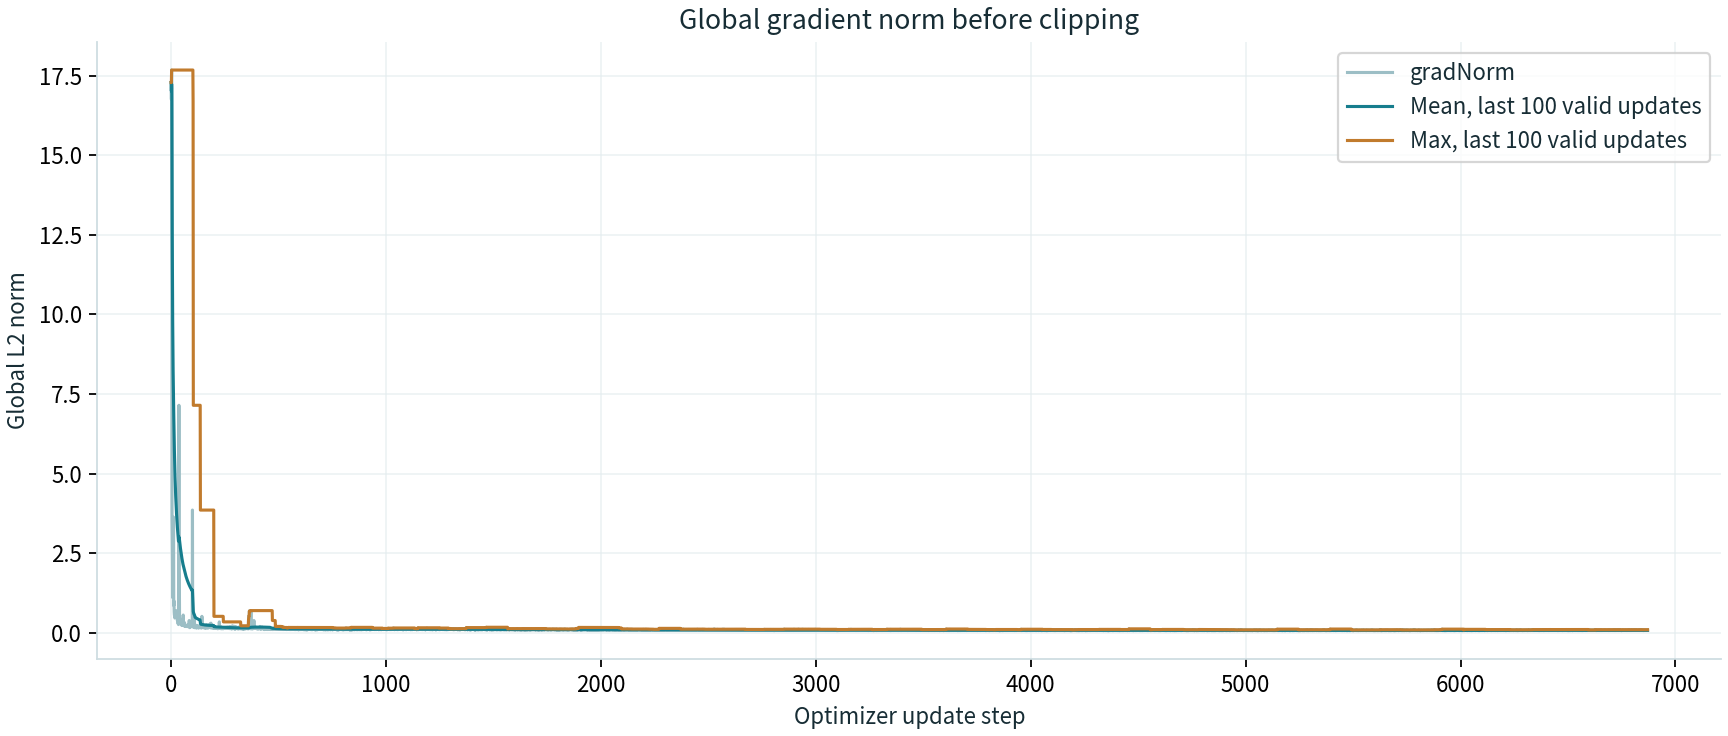 Global gradient norm before clipping
gradNorm
Mean, last 100 valid updates
Max, last 100 valid updates
Global L2 norm
17.5
15.0
12.5
10.0
7.5
5.0
2.5
0.0
0 1000 2000 3000 4000 5000 6000 7000
Optimizer update step